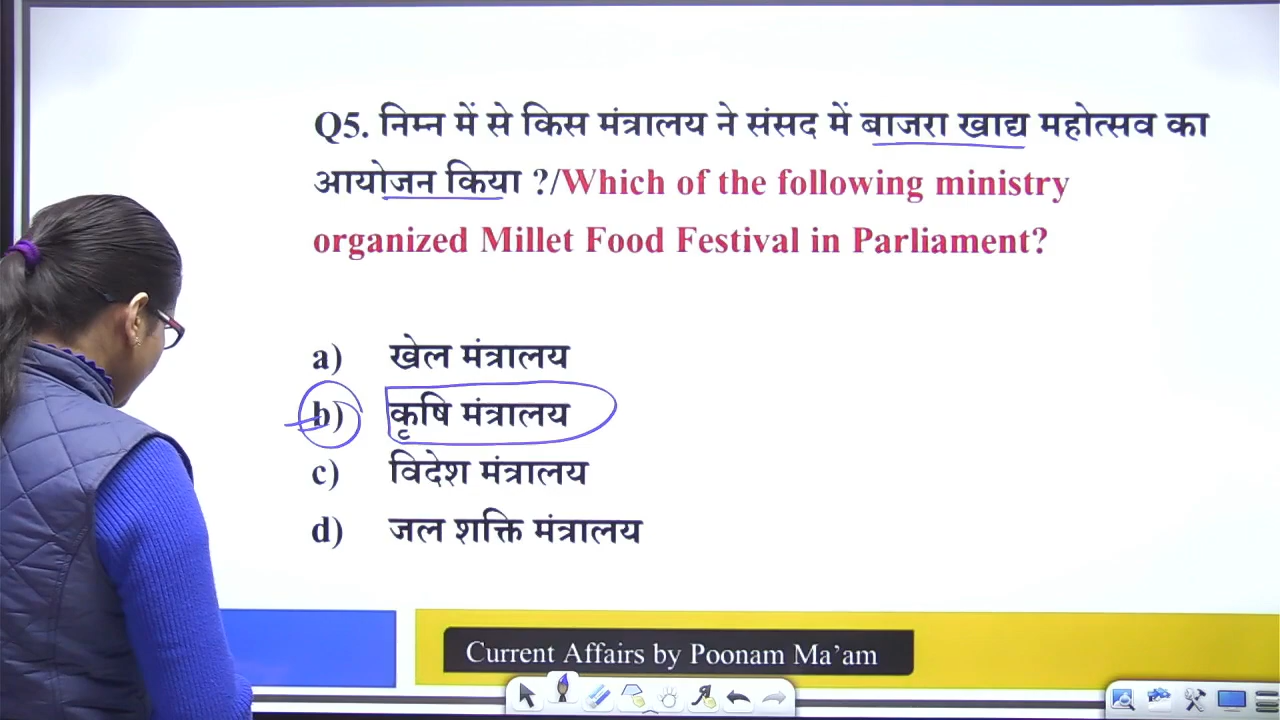 Q5. निम्न में से किस मंत्रालय ने संसद में बाजरा खाद्य महोत्सव का
आयोजन किया ?/Which of the following ministry
organized Millet Food Festival in Parliament?
a) खेल मंत्रालय
b) कृषि मंत्रालय
c) विदेश मंत्रालय
d) जल शक्ति मंत्रालय
Current Affairs by Poonam Ma'am